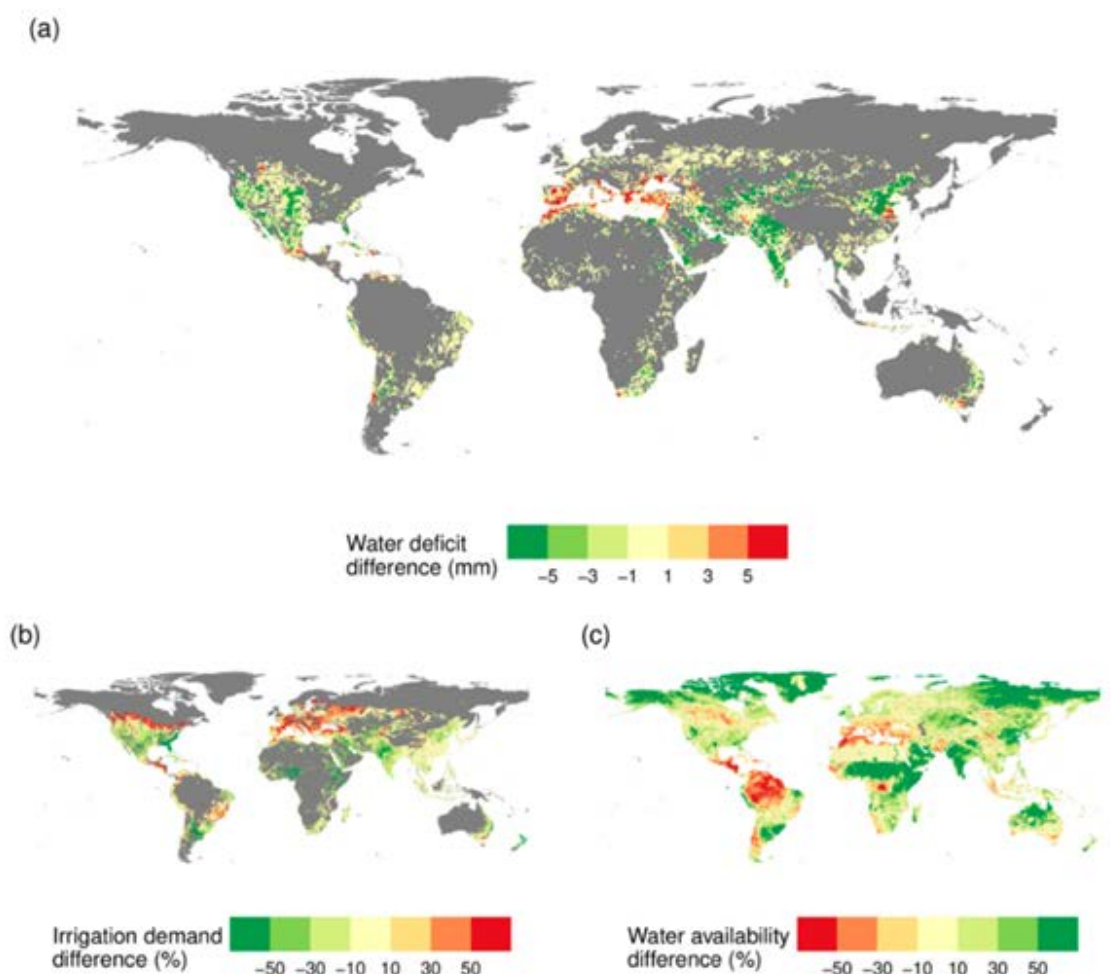 (a)
Water deficit
difference (mm)
−5 −3 −1 1 3 5
(b)
(c)
Irrigation demand
difference (%)
−50 −30 −10 10 30 50
Water availability
difference (%)
−50 −30 −10 10 30 50